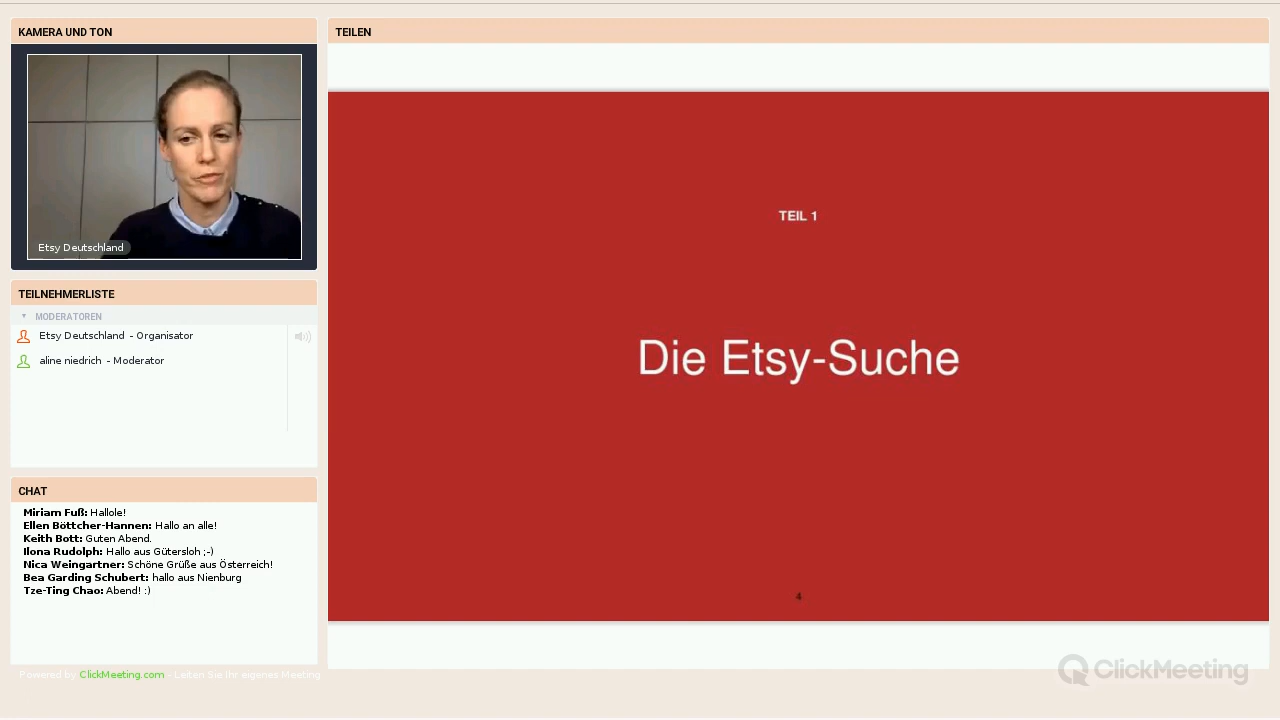 KAMERA UND TON
Etsy Deutschland
TEILNEHMERLISTE
MODERATOREN
Etsy Deutschland - Organisator
aline niedrich - Moderator
CHAT
Miriam Fuß: Hallole!
Ellen Böttcher-Hannen: Hallo an alle!
Keith Bott: Guten Abend.
Ilona Rudolph: Hallo aus Gütersloh ;-)
Nica Weingartner: Schöne Grüße aus Österreich!
Bea Garding Schubert: hallo aus Nienburg
Tze-Ting Chao: Abend! :)
Powered by ClickMeeting.com - Leiten Sie Ihr eigenes Meeting
TEILEN
TEIL 1
Die Etsy-Suche
4
ClickMeeting